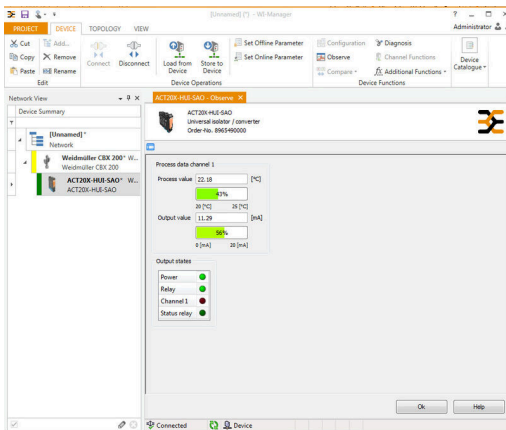 [Unnamed] (*) - WI-Manager
PROJECT DEVICE TOPOLOGY VIEW
Administrator
Cut
Copy
Paste
Add...
Remove
Rename
Edit
Connect
Disconnect
Load from Device
Store to Device
Set Offline Parameter
Set Online Parameter
Device Operations
Configuration
Observe
Compare
Diagnosis
Channel Functions
Additional Functions
Device Functions
Device Catalogue
Network View
Device Summary
[Unnamed] *
Network
Weidmüller CBX 200* W...
Weidmüller CBX 200
ACT20X-HUI-SAO* W...
ACT20X-HUI-SAO
ACT20X-HUI-SAO - Observe
ACT20X-HUI-SAO
Universal isolator / converter
Order-No. 8965490000
Process data channel 1
Process value 22.18 [°C]
43%
20 [°C] 25 [°C]
Output value 11.29 [mA]
56%
0 [mA] 20 [mA]
Output states
Power
Relay
Channel 1
Status relay
Ok Help
Connected Device